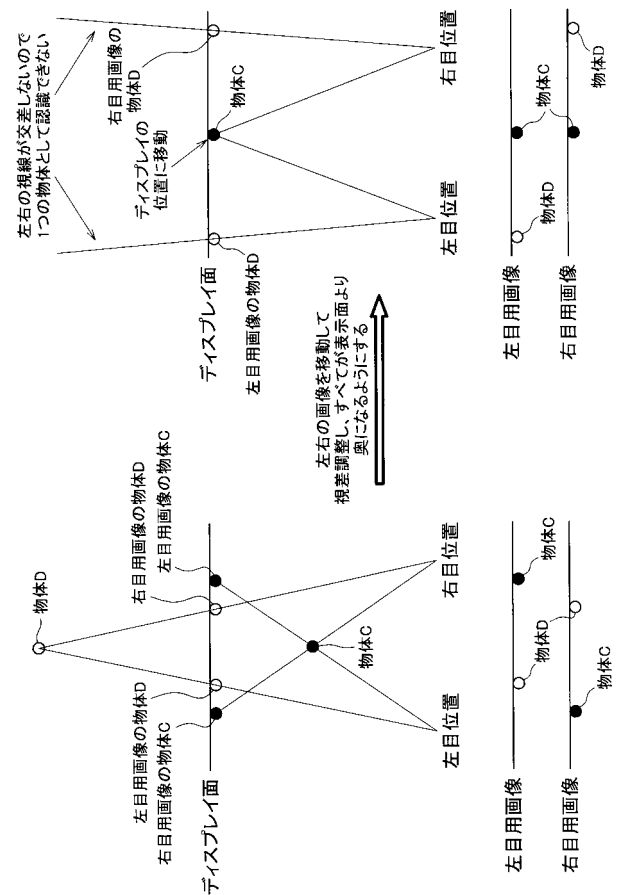 物体D
左目用画像の物体D
右目用画像の物体C
右目用画像の物体D
左目用画像の物体C
ディスプレイ面
物体C
左目位置
右目位置
左目用画像
右目用画像
物体D
物体C
物体C
左右の画像を移動して
視差調整し、すべてが表示面より
奥になるようにする
左右の視線が交差しないので
1つの物体として認識できない
右目用画像の
物体D
物体C
ディスプレイの
位置に移動
ディスプレイ面
左目用画像の物体D
左目位置
右目位置
左目用画像
右目用画像
物体D
物体C
物体D